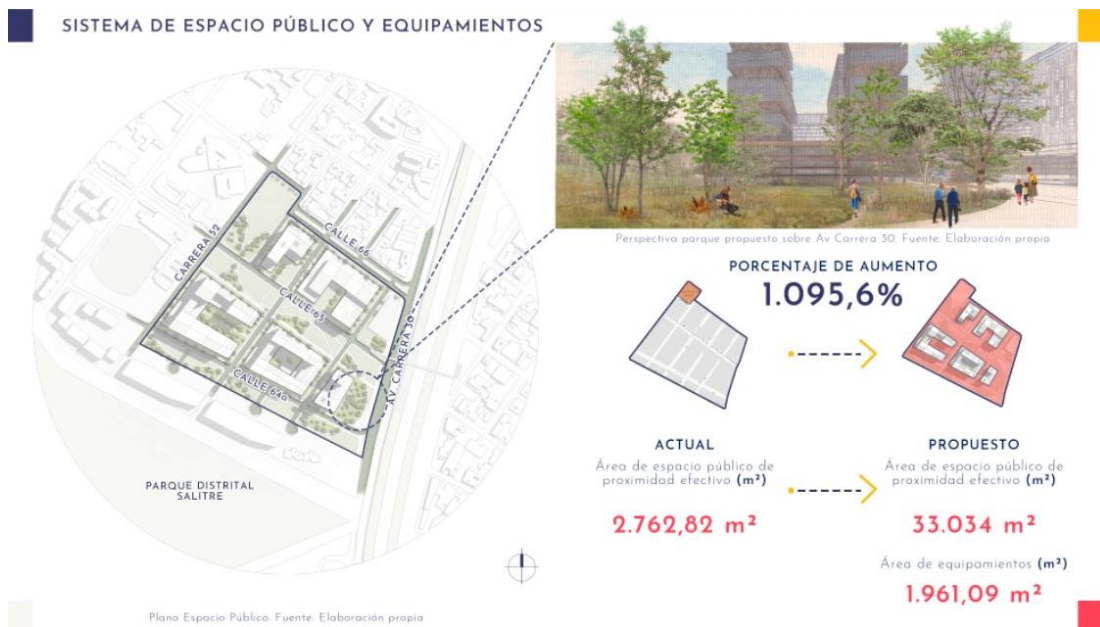 SISTEMA DE ESPACIO PÚBLICO Y EQUIPAMIENTOS
CARRERA 52
CALLE 66
CALLE 65
AV. CARRERA 30
CALLE 64a
PARQUE DISTRITAL
SALITRE
Plano Espacio Público. Fuente: Elaboración propia
Perspectiva parque propuesto sobre Av Carrera 30. Fuente: Elaboración propia
PORCENTAJE DE AUMENTO
1.095,6%
ACTUAL
Área de espacio público de
proximidad efectivo (m²)
2.762,82 m²
PROPUESTO
Área de espacio público de
proximidad efectivo (m²)
33.034 m²
Área de equipamientos (m²)
1.961,09 m²